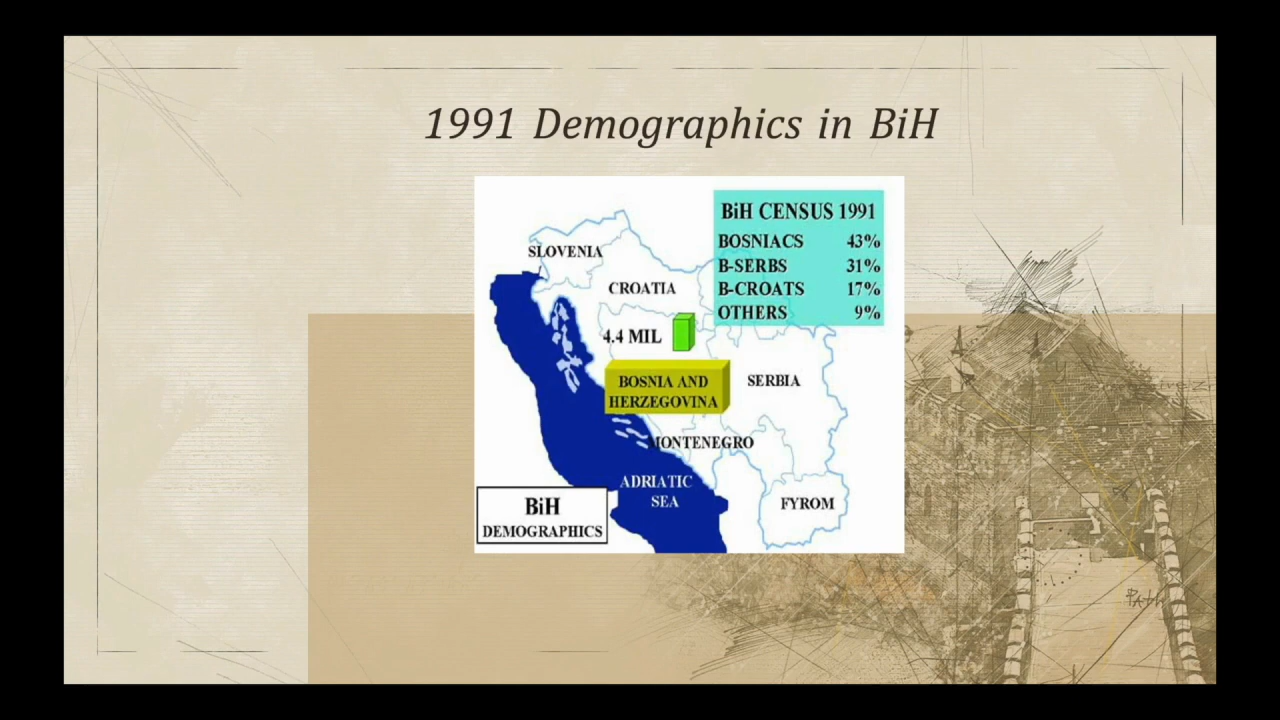 1991 Demographics in BiH
BiH CENSUS 1991
BOSNIACS 43%
B-SERBS 31%
B-CROATS 17%
OTHERS 9%
SLOVENIA
CROATIA
4.4 MIL
BOSNIA AND
HERZEGOVINA
SERBIA
MONTENEGRO
ADRIATIC
SEA
FYROM
BiH
DEMOGRAPHICS